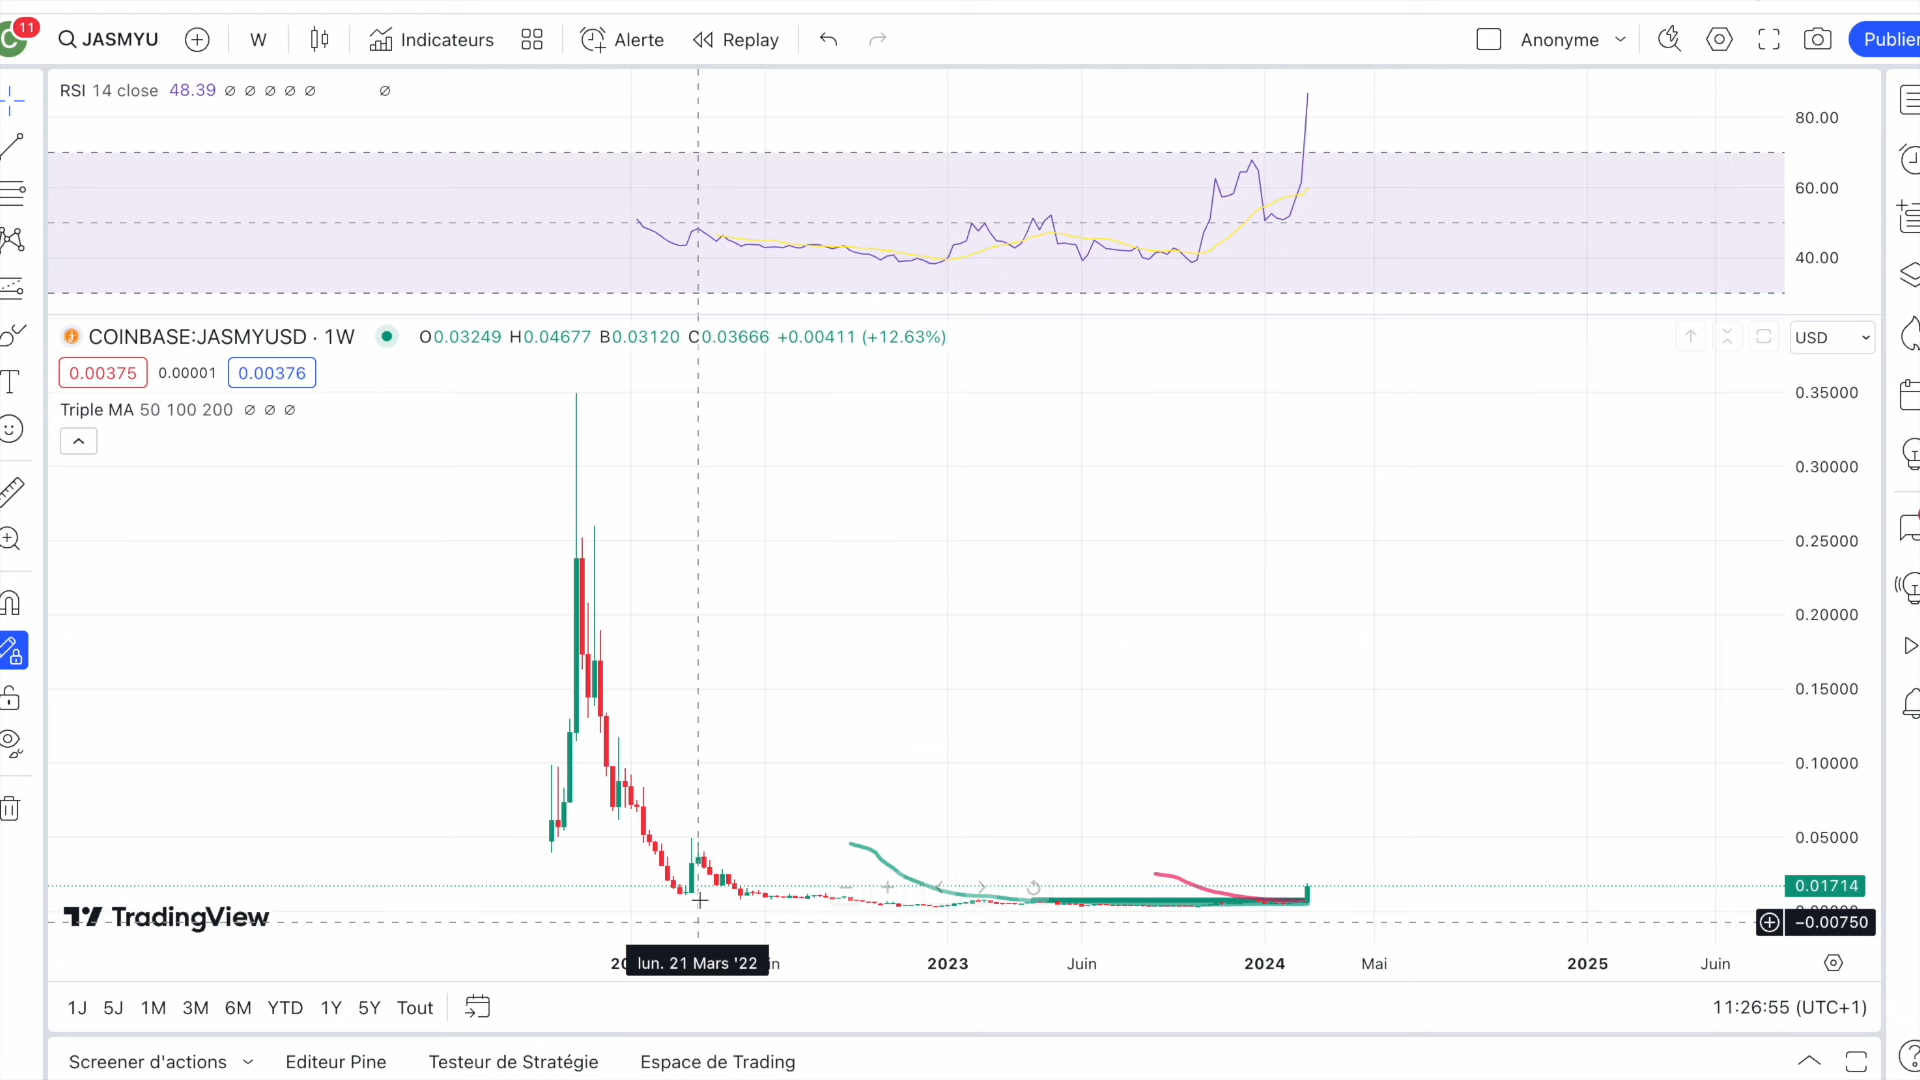 11
C JASMYU W Indicateurs Alerte Replay Anonyme Publier
RSI 14 close 48.39 ∅ ∅ ∅ ∅ ∅ ∅
80.00
60.00
40.00
COINBASE:JASMYUSD · 1W O0.03249 H0.04677 B0.03120 C0.03666 +0.00411 (+12.63%)
USD
0.00375 0.00001 0.00376
Triple MA 50 100 200 ∅ ∅ ∅
0.35000
0.30000
0.25000
0.20000
0.15000
0.10000
0.05000
0.01714
TradingView
−0.00750
20 lun. 21 Mars '22 in 2023 Juin 2024 Mai 2025 Juin
1J 5J 1M 3M 6M YTD 1Y 5Y Tout 11:26:55 (UTC+1)
Screener d'actions Editeur Pine Testeur de Stratégie Espace de Trading